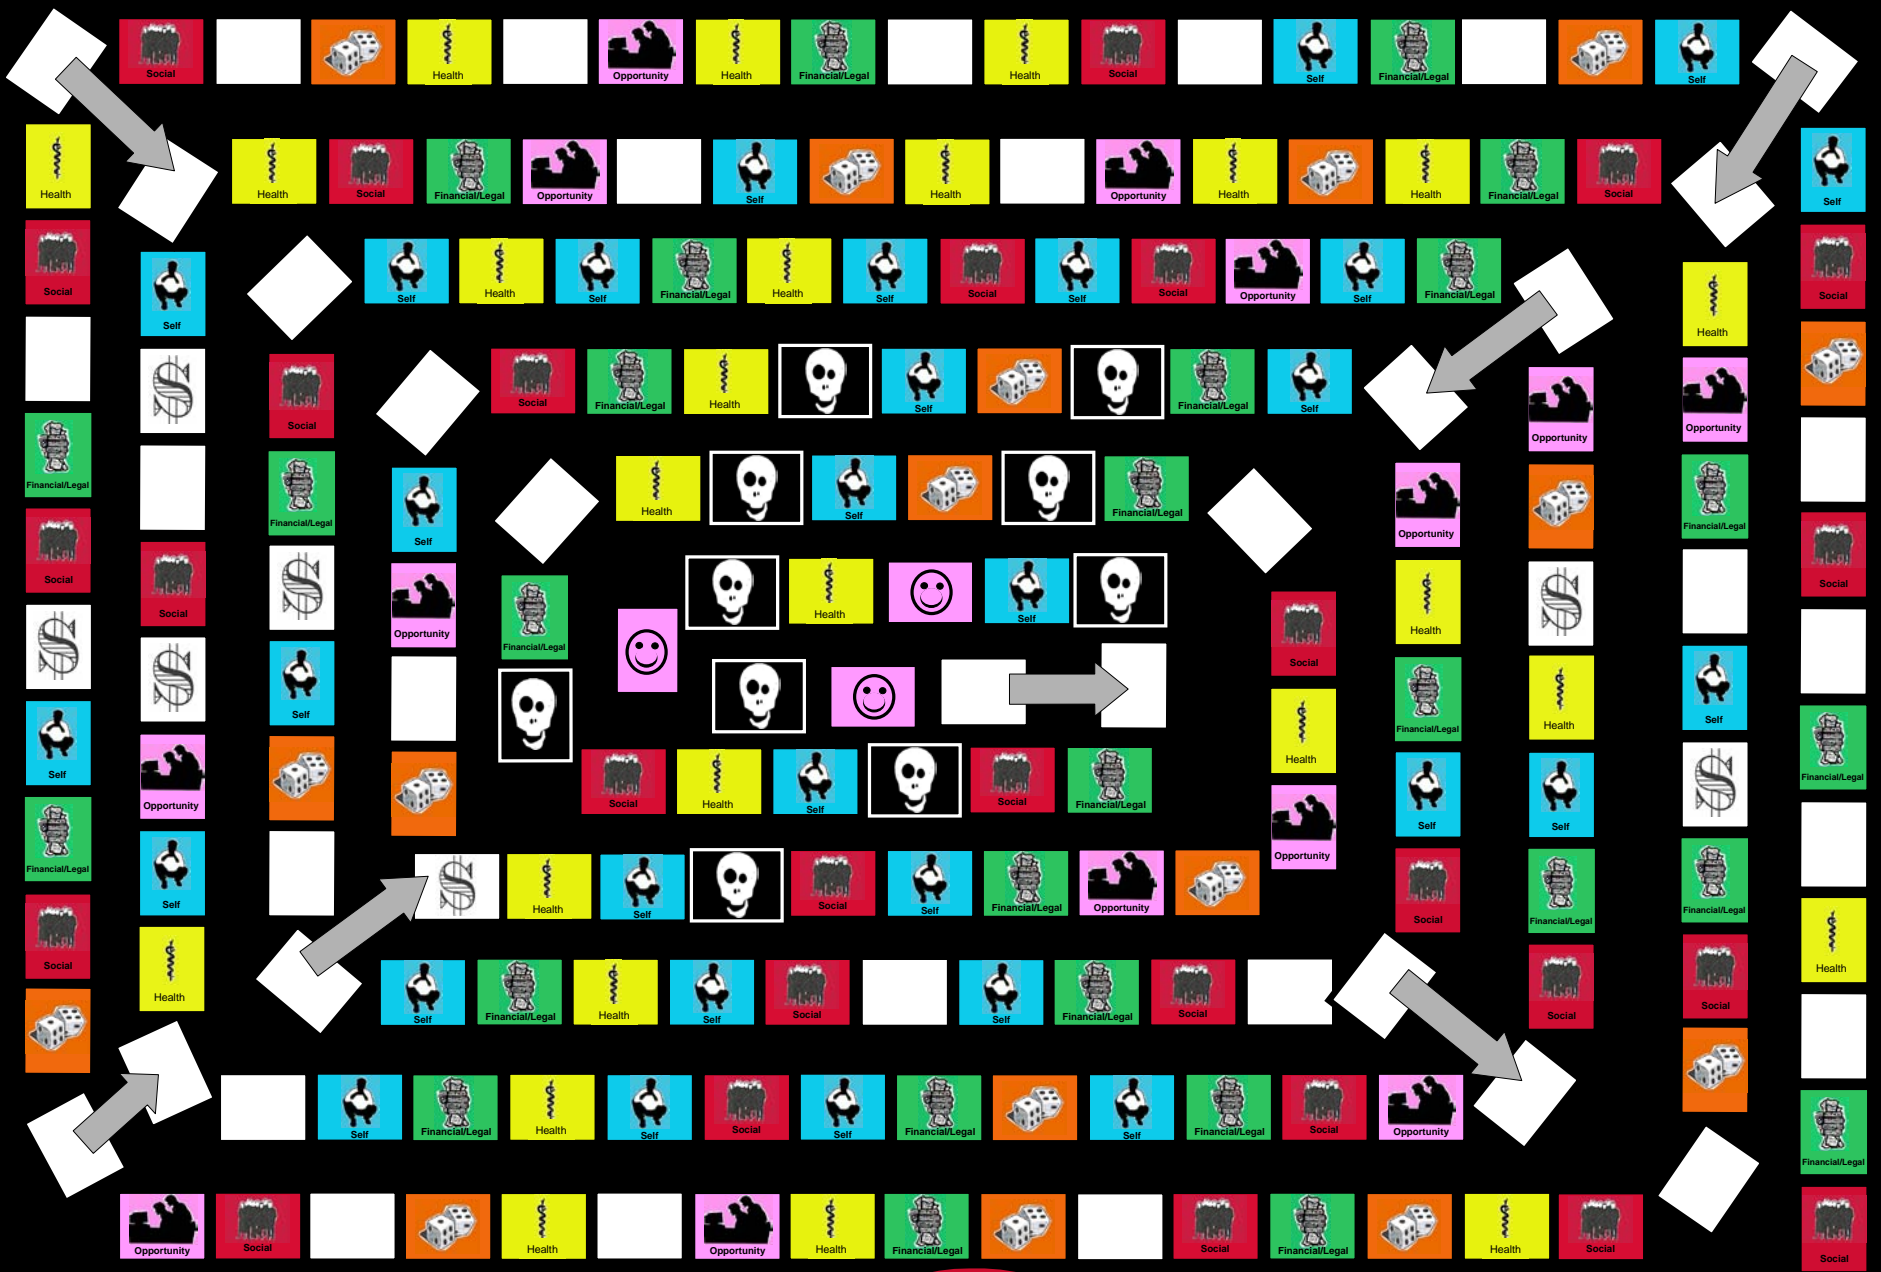 Social Health Opportunity Health Financial/Legal Health Social Self Financial/Legal Self
Health Health Social Financial/Legal Opportunity Self Health Opportunity Health Health Financial/Legal Social Self
Social Self Health Self Financial/Legal Health Self Social Self Social Opportunity Self Financial/Legal Social
Self Health
Social Financial/Legal Health Self Financial/Legal Self
Social Opportunity Opportunity
Financial/Legal
Health Self Financial/Legal
Financial/Legal Financial/Legal
Self Opportunity
Social Social
Social Health Self
Opportunity Health
Financial/Legal
Social
Self Health Self
Financial/Legal
Health
Self Financial/Legal
Opportunity Social Health Self Social Financial/Legal
Self Self
Opportunity
Financial/Legal
Self Health Self Social Self Financial/Legal Opportunity Financial/Legal
Social Financial/Legal
Social Health
Health
Self Financial/Legal Health Self Social Self Financial/Legal Social Social Social
Self Financial/Legal Health Self Social Self Financial/Legal Self Financial/Legal Social Opportunity
Financial/Legal
Opportunity Social Health Opportunity Health Financial/Legal Social Financial/Legal Health Social Social